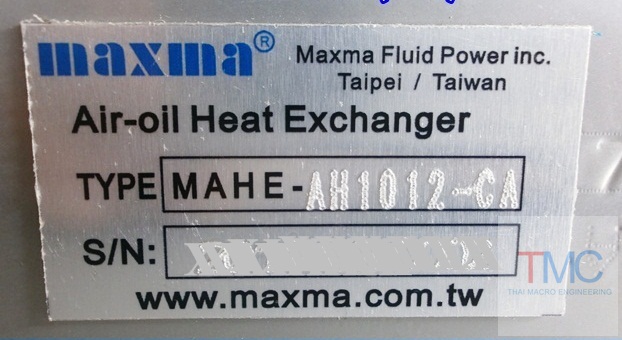 maxma®
Maxma Fluid Power inc.
Taipei / Taiwan
Air-oil Heat Exchanger
TYPE MAHE-AH1012-CA
S/N:
www.maxma.com.tw
TMC
THAI MACRO ENGINEERING